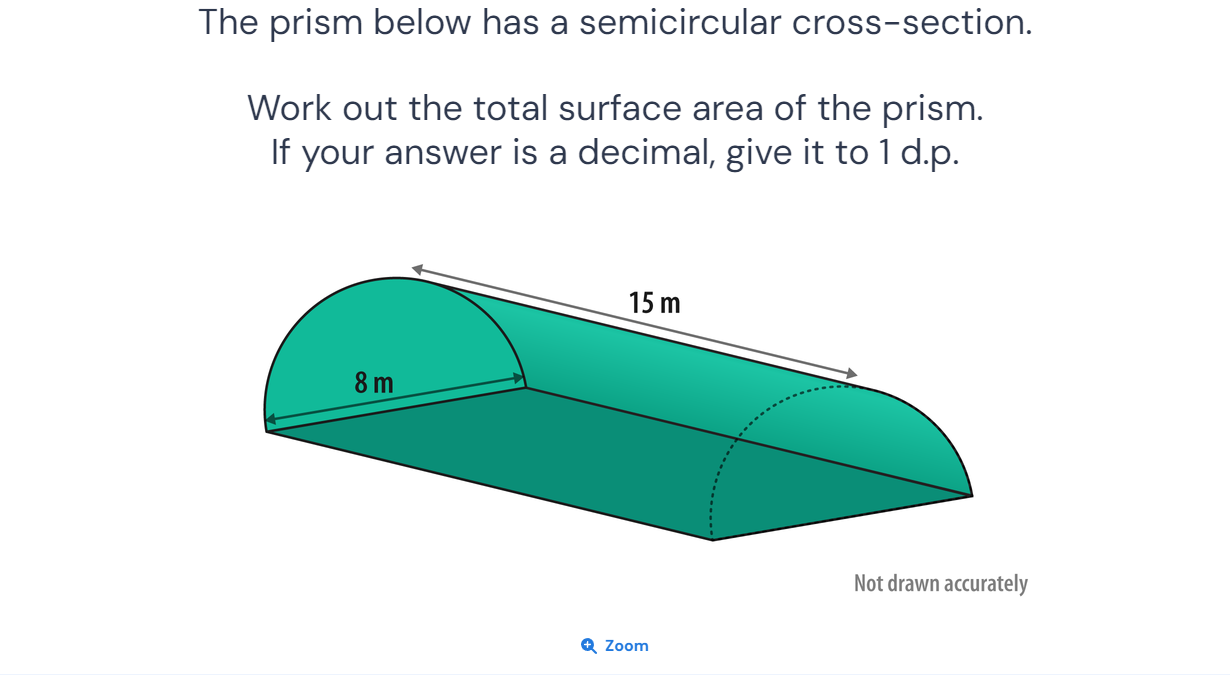 The prism below has a semicircular cross-section.
Work out the total surface area of the prism.
If your answer is a decimal, give it to 1 d.p.
15 m
8 m
Not drawn accurately
Zoom